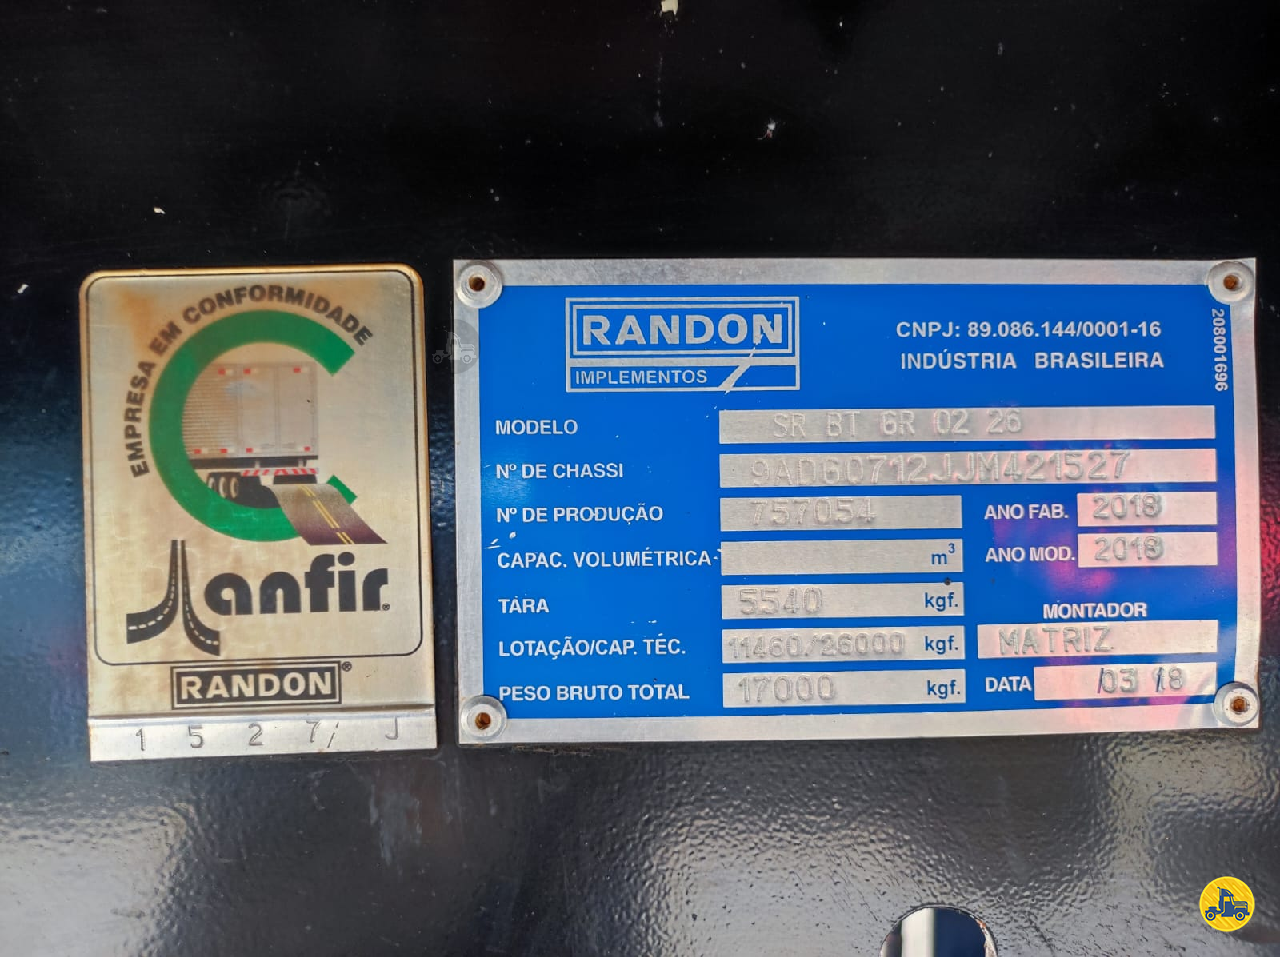 EMPRESA EM CONFORMIDADE
anfir®
RANDON®
1 5 2 7 / J
RANDON
IMPLEMENTOS
CNPJ: 89.086.144/0001-16
INDÚSTRIA BRASILEIRA
208001696
MODELO SR BT GR 02 26
Nº DE CHASSI 9ADG0712JJM421527
Nº DE PRODUÇÃO 757054 ANO FAB. 2018
CAPAC. VOLUMÉTRICA m³ ANO MOD. 2018
TARA 5540 kgf. MONTADOR
LOTAÇÃO/CAP. TÉC. 11460/26000 kgf. MATRIZ
PESO BRUTO TOTAL 17000 kgf. DATA /03 /18